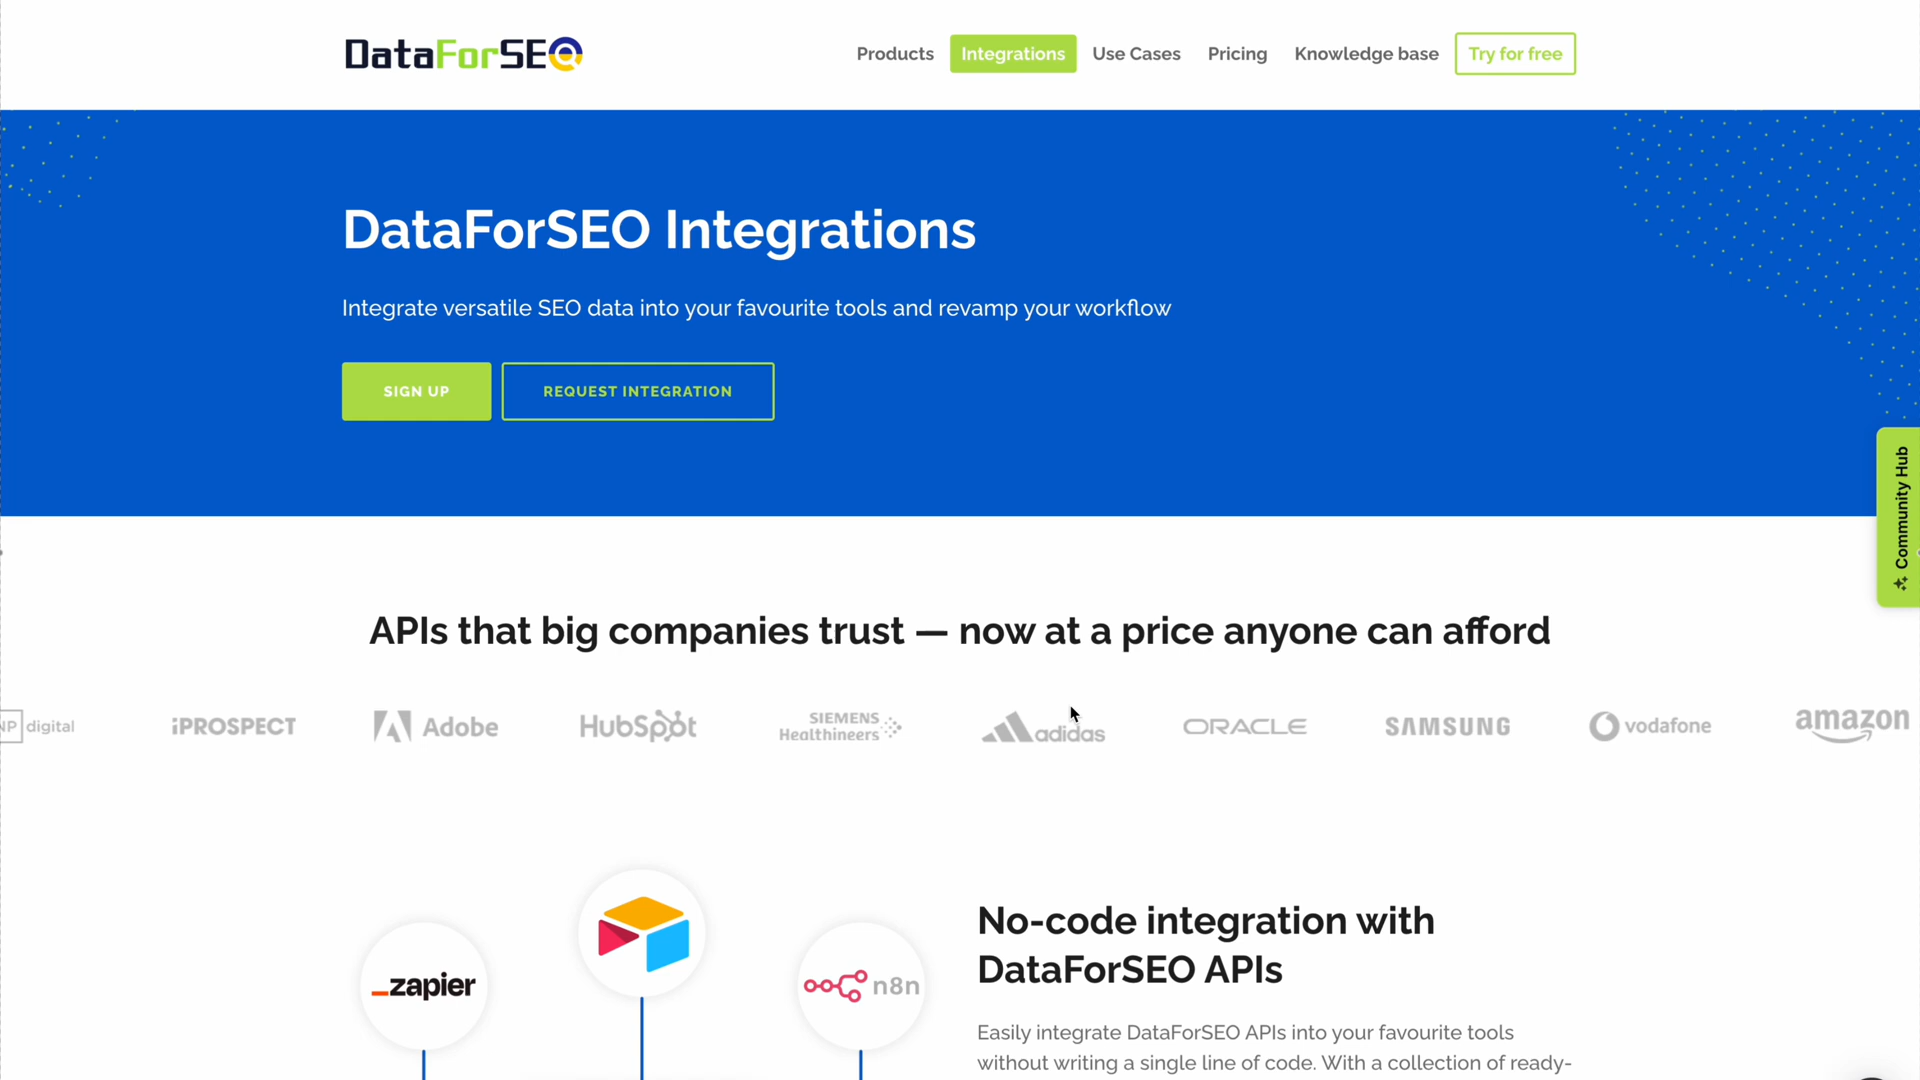 DataForSEO
Products
Integrations
Use Cases
Pricing
Knowledge base
Try for free
DataForSEO Integrations
Integrate versatile SEO data into your favourite tools and revamp your workflow
SIGN UP
REQUEST INTEGRATION
Community Hub
APIs that big companies trust — now at a price anyone can afford
NP digital
iPROSPECT
Adobe
HubSpot
SIEMENS
Healthineers
adidas
ORACLE
SAMSUNG
vodafone
amazon
zapier
n8n
No-code integration with
DataForSEO APIs
Easily integrate DataForSEO APIs into your favourite tools
without writing a single line of code. With a collection of ready-